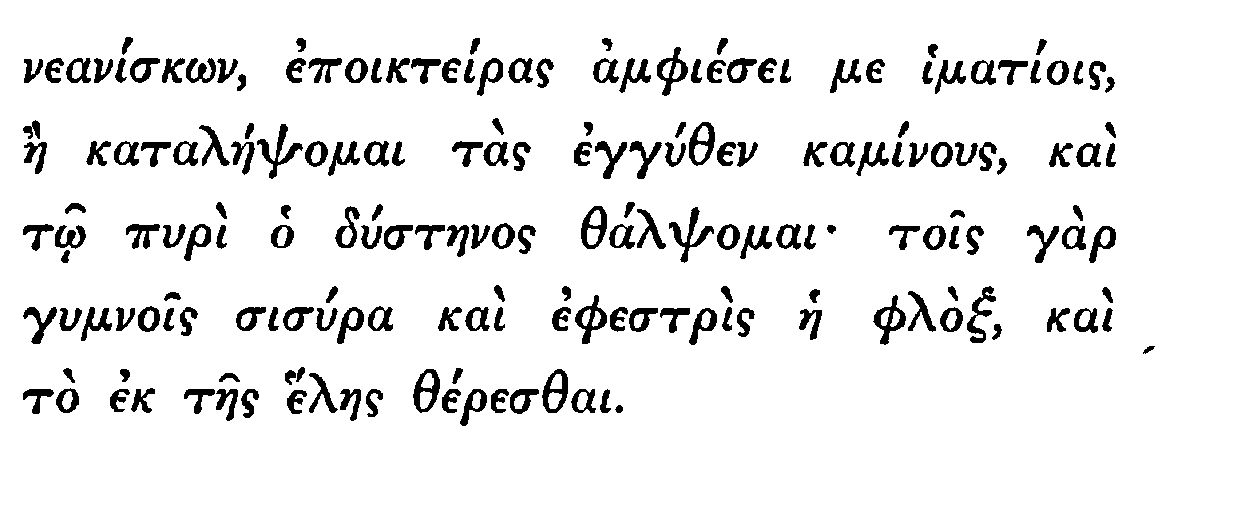 νεανίσκων, ἐποικτείρας ἀμφιέσει με ἱματίοις,
ἢ καταλήψομαι τὰς ἐγγύθεν καμίνους, καὶ
τῷ πυρὶ ὁ δύστηνος θάλψομαι· τοῖς γὰρ
γυμνοῖς σισύρα καὶ ἐφεστρὶς ἡ φλὸξ, καὶ
τὸ ἐκ τῆς ἕλης θέρεσθαι.